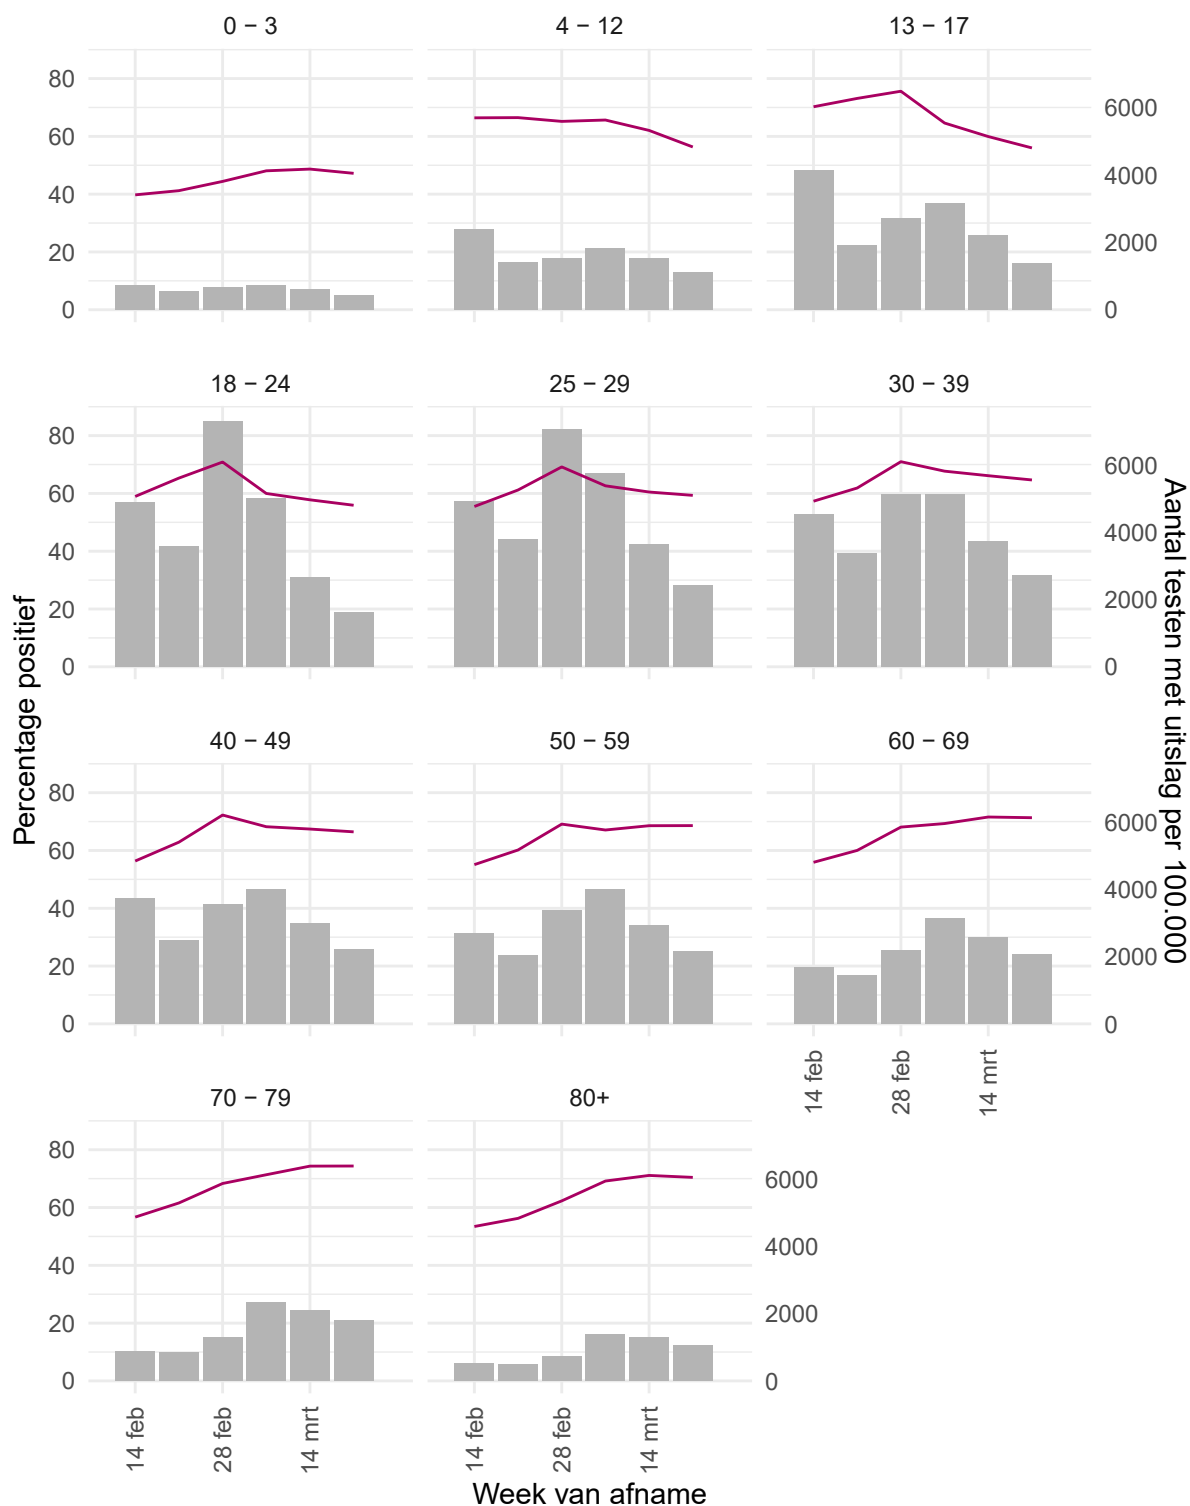 0 − 3
4 − 12
13 − 17
80
60
40
20
0
6000
4000
2000
0
18 − 24
25 − 29
30 − 39
80
60
40
20
0
6000
4000
2000
0
40 − 49
50 − 59
60 − 69
80
60
40
20
0
6000
4000
2000
0
14 feb
28 feb
14 mrt
70 − 79
80+
80
60
40
20
0
6000
4000
2000
0
14 feb
28 feb
14 mrt
14 feb
28 feb
14 mrt
Week van afname
Percentage positief
Aantal testen met uitslag per 100.000